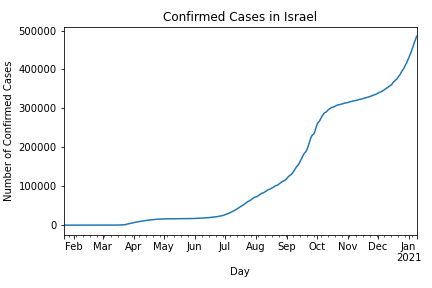 Confirmed Cases in Israel
Number of Confirmed Cases
500000
400000
300000
200000
100000
0
Feb Mar Apr May Jun Jul Aug Sep Oct Nov Dec Jan
2021
Day